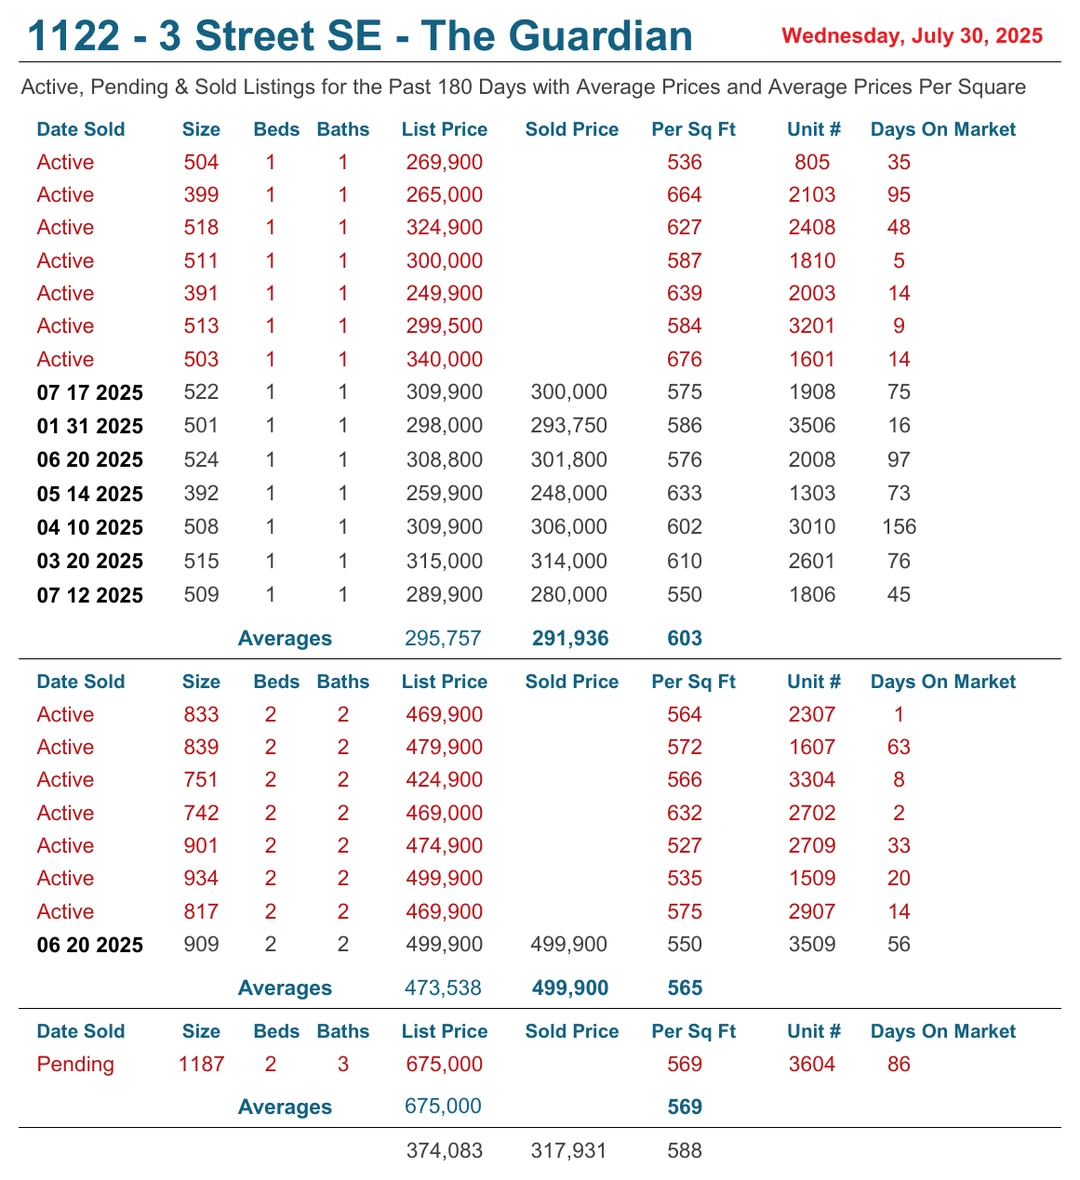 1122 - 3 Street SE - The Guardian Wednesday, July 30, 2025
Active, Pending & Sold Listings for the Past 180 Days with Average Prices and Average Prices Per Square
Date Sold Size Beds Baths List Price Sold Price Per Sq Ft Unit # Days On Market
Active 504 1 1 269,900 536 805 35
Active 399 1 1 265,000 664 2103 95
Active 518 1 1 324,900 627 2408 48
Active 511 1 1 300,000 587 1810 5
Active 391 1 1 249,900 639 2003 14
Active 513 1 1 299,500 584 3201 9
Active 503 1 1 340,000 676 1601 14
07 17 2025 522 1 1 309,900 300,000 575 1908 75
01 31 2025 501 1 1 298,000 293,750 586 3506 16
06 20 2025 524 1 1 308,800 301,800 576 2008 97
05 14 2025 392 1 1 259,900 248,000 633 1303 73
04 10 2025 508 1 1 309,900 306,000 602 3010 156
03 20 2025 515 1 1 315,000 314,000 610 2601 76
07 12 2025 509 1 1 289,900 280,000 550 1806 45
Averages 295,757 291,936 603
Date Sold Size Beds Baths List Price Sold Price Per Sq Ft Unit # Days On Market
Active 833 2 2 469,900 564 2307 1
Active 839 2 2 479,900 572 1607 63
Active 751 2 2 424,900 566 3304 8
Active 742 2 2 469,000 632 2702 2
Active 901 2 2 474,900 527 2709 33
Active 934 2 2 499,900 535 1509 20
Active 817 2 2 469,900 575 2907 14
06 20 2025 909 2 2 499,900 499,900 550 3509 56
Averages 473,538 499,900 565
Date Sold Size Beds Baths List Price Sold Price Per Sq Ft Unit # Days On Market
Pending 1187 2 3 675,000 569 3604 86
Averages 675,000 569
374,083 317,931 588